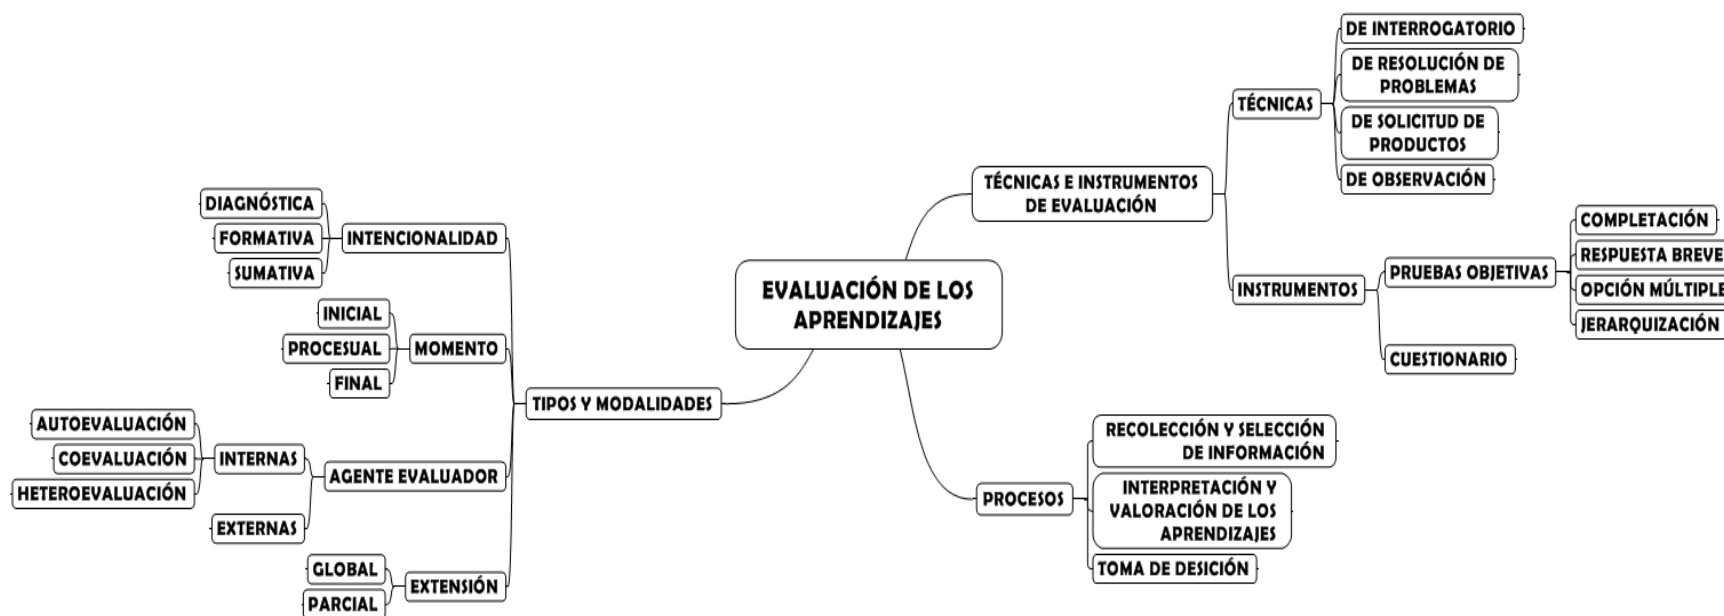 DE INTERROGATORIO
DE RESOLUCIÓN DE
PROBLEMAS
TÉCNICAS
DE SOLICITUD DE
PRODUCTOS
DE OBSERVACIÓN
TÉCNICAS E INSTRUMENTOS
DE EVALUACIÓN
COMPLETACIÓN
RESPUESTA BREVE
PRUEBAS OBJETIVAS
OPCIÓN MÚLTIPLE
INSTRUMENTOS
JERARQUIZACIÓN
CUESTIONARIO
EVALUACIÓN DE LOS
APRENDIZAJES
DIAGNÓSTICA
FORMATIVA
INTENCIONALIDAD
SUMATIVA
INICIAL
PROCESUAL
MOMENTO
FINAL
TIPOS Y MODALIDADES
AUTOEVALUACIÓN
COEVALUACIÓN
INTERNAS
HETEROEVALUACIÓN
AGENTE EVALUADOR
EXTERNAS
GLOBAL
EXTENSIÓN
PARCIAL
RECOLECCIÓN Y SELECCIÓN
DE INFORMACIÓN
PROCESOS
INTERPRETACIÓN Y
VALORACIÓN DE LOS
APRENDIZAJES
TOMA DE DESICIÓN